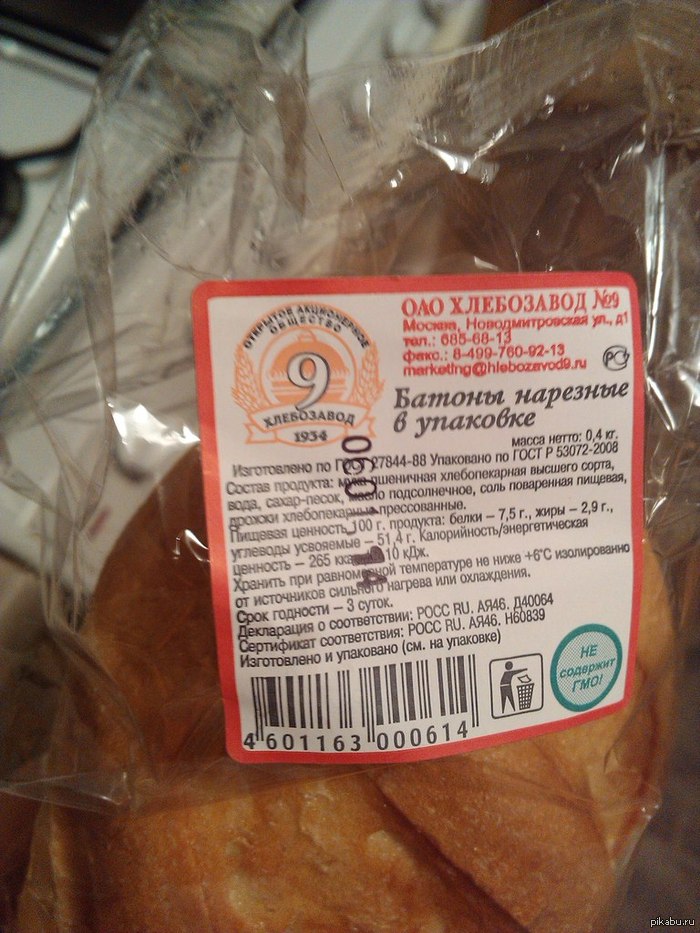 ОТКРЫТОЕ АКЦИОНЕРНОЕ
ОБЩЕСТВО
9
ХЛЕБОЗАВОД
1934
ОАО ХЛЕБОЗАВОД №9
Москва, Новодмитровская ул., д1
тел.: 685-68-13
факс.: 8-499-760-92-13
marketing@hlebozavod9.ru
РС
Батоны нарезные
в упаковке
масса нетто: 0,4 кг.
Изготовлено по ГОСТ 27844-88 Упаковано по ГОСТ Р 53072-2008
Состав продукта: мука пшеничная хлебопекарная высшего сорта,
вода, сахар-песок, масло подсолнечное, соль поваренная пищевая,
дрожжи хлебопекарные прессованные.
Пищевая ценность 100 г. продукта: белки – 7,5 г., жиры – 2,9 г.,
углеводы усвояемые – 51,4 г. Калорийность/энергетическая
ценность – 265 ккал 10 кДж.
Хранить при равномерной температуре не ниже +6°С изолированно
от источников сильного нагрева или охлаждения.
Срок годности – 3 суток.
Декларация о соответствии: РОСС RU. АЯ46. Д40064
Сертификат соответствия: РОСС RU. АЯ46. Н60839
Изготовлено и упаковано (см. на упаковке)
НЕ
содержит
ГМО!
4 601163 000614
pikabu.ru